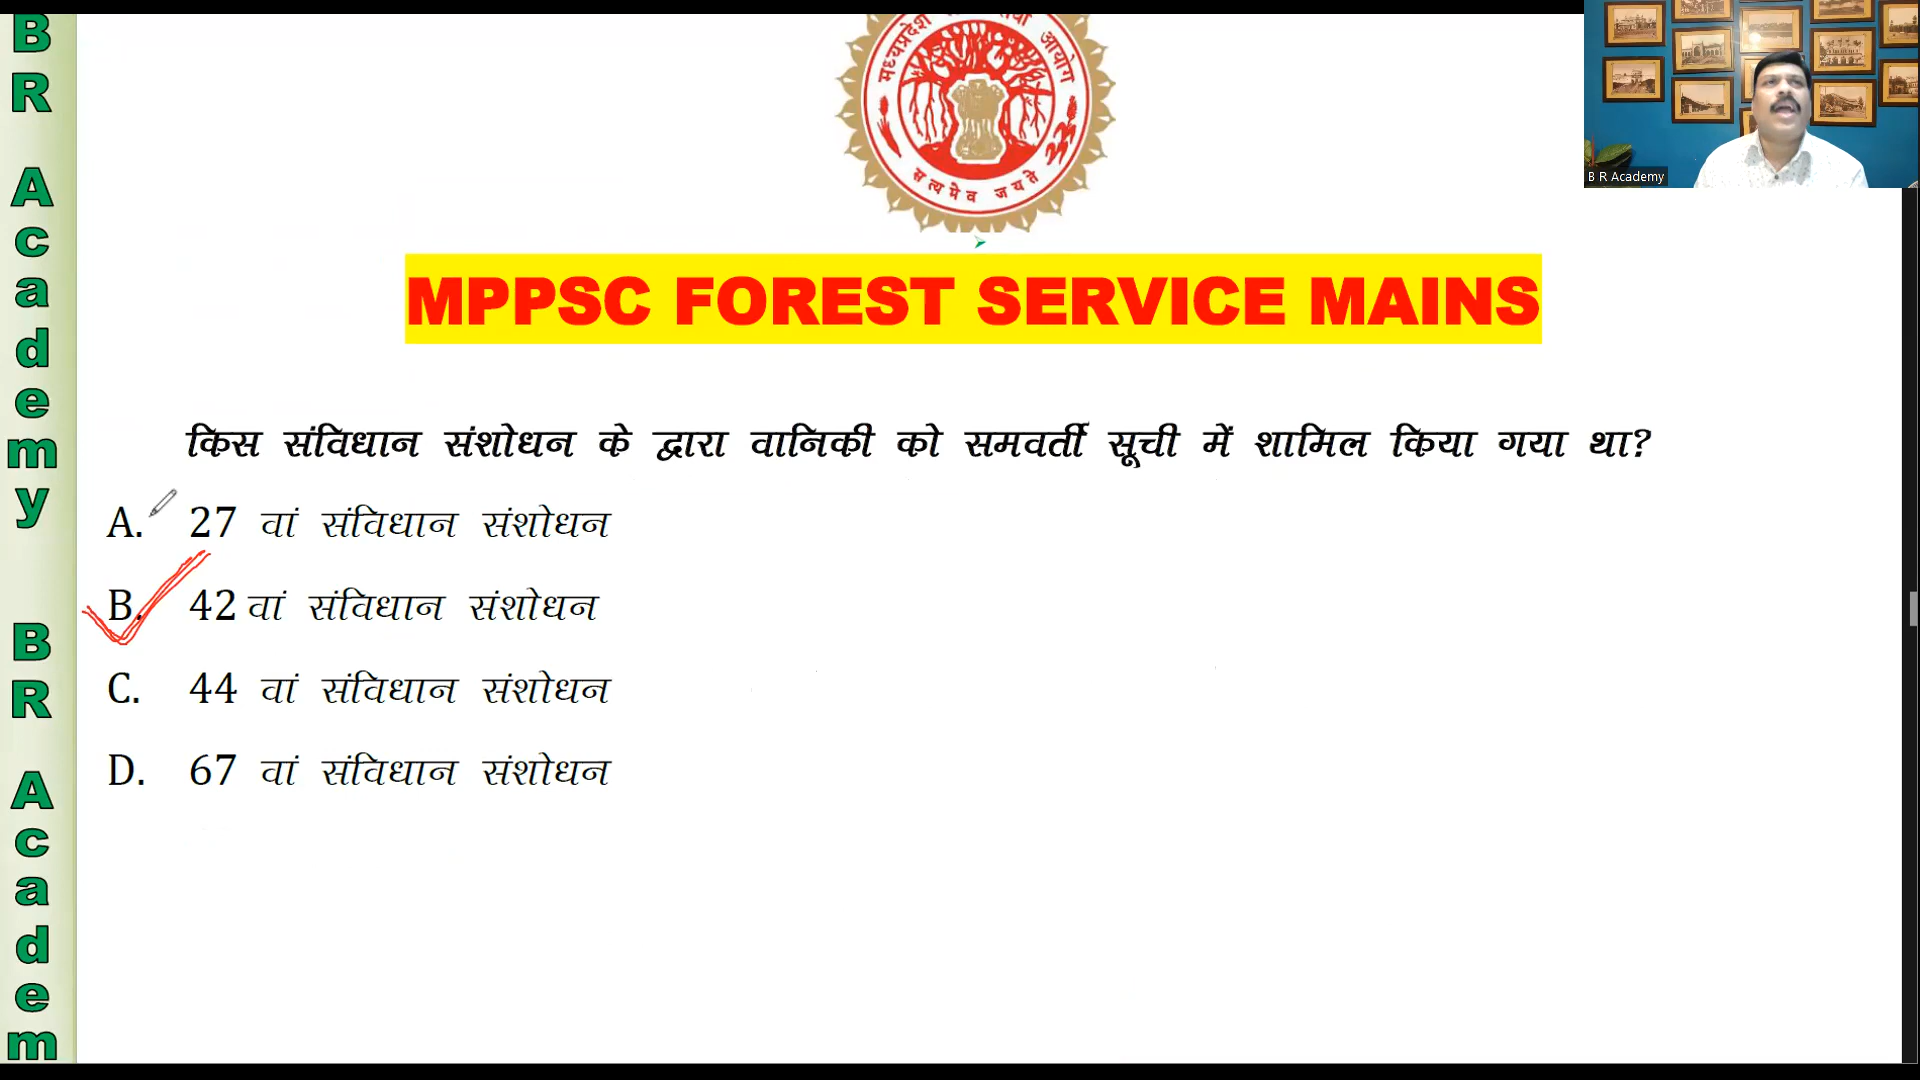 B R Academy
B R Academ
मध्यप्रदेश आयोग
सत्यमेव जयते
B R Academy
MPPSC FOREST SERVICE MAINS
किस संविधान संशोधन के द्वारा वानिकी को समवर्ती सूची में शामिल किया गया था?
A. 27 वां संविधान संशोधन
B. 42 वां संविधान संशोधन
C. 44 वां संविधान संशोधन
D. 67 वां संविधान संशोधन